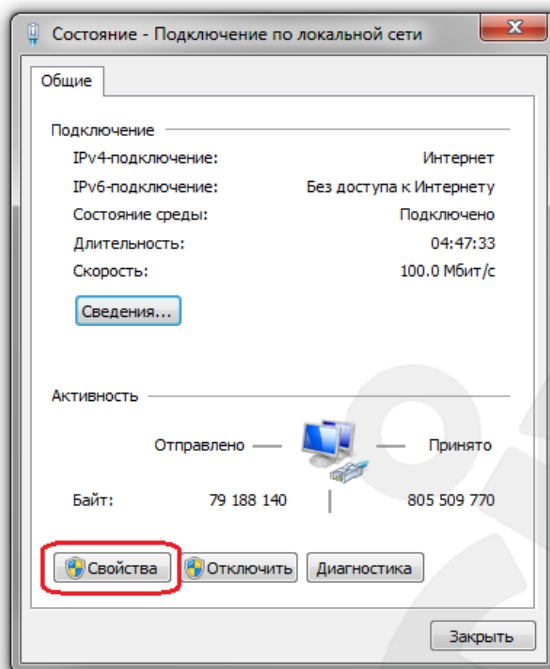 Состояние - Подключение по локальной сети
Общие
Подключение
IPv4-подключение: Интернет
IPv6-подключение: Без доступа к Интернету
Состояние среды: Подключено
Длительность: 04:47:33
Скорость: 100.0 Мбит/с
Сведения...
Активность
Отправлено — Принято
Байт: 79 188 140 805 509 770
Свойства Отключить Диагностика
Закрыть